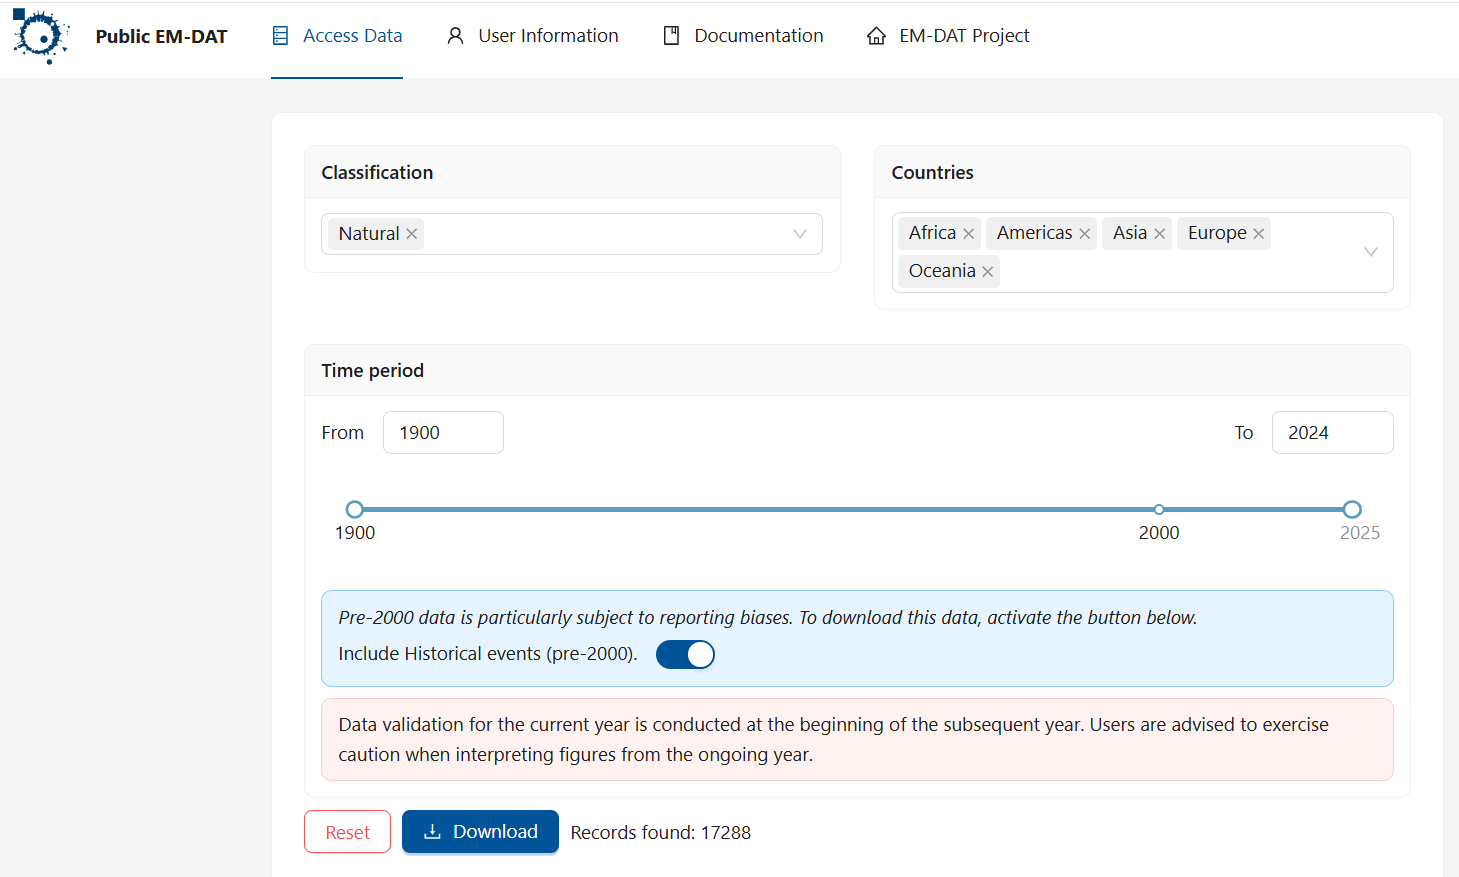 Public EM-DAT
Access Data
User Information
Documentation
EM-DAT Project
Classification
Natural
Countries
Africa
Americas
Asia
Europe
Oceania
Time period
From 1900
To 2024
1900
2000
2025
Pre-2000 data is particularly subject to reporting biases. To download this data, activate the button below.
Include Historical events (pre-2000).
Data validation for the current year is conducted at the beginning of the subsequent year. Users are advised to exercise
caution when interpreting figures from the ongoing year.
Reset
Download
Records found: 17288